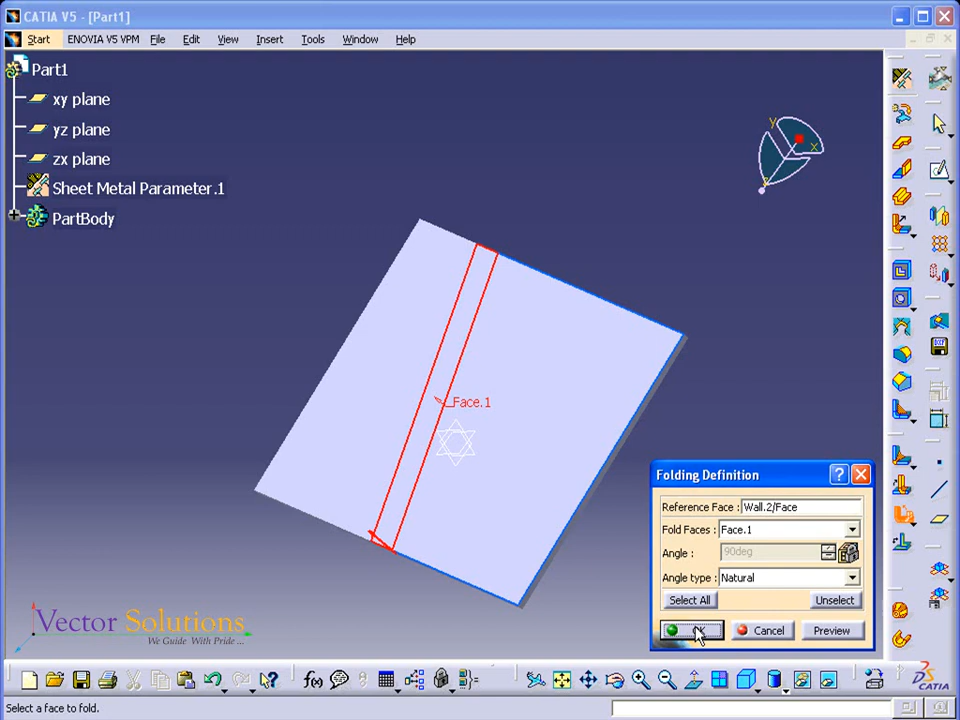 CATIA V5 - [Part1]
Start ENOVIA V5 VPM File Edit View Insert Tools Window Help
Part1
xy plane
yz plane
zx plane
Sheet Metal Parameter.1
PartBody
y
x
z
Face.1
Folding Definition
Reference Face : Wall.2/Face
Fold Faces : Face.1
Angle : 90deg
Angle type : Natural
Select All Unselect
OK Cancel Preview
Vector Solutions
We Guide With Pride ...
f(x)
CATIA
Select a face to fold.